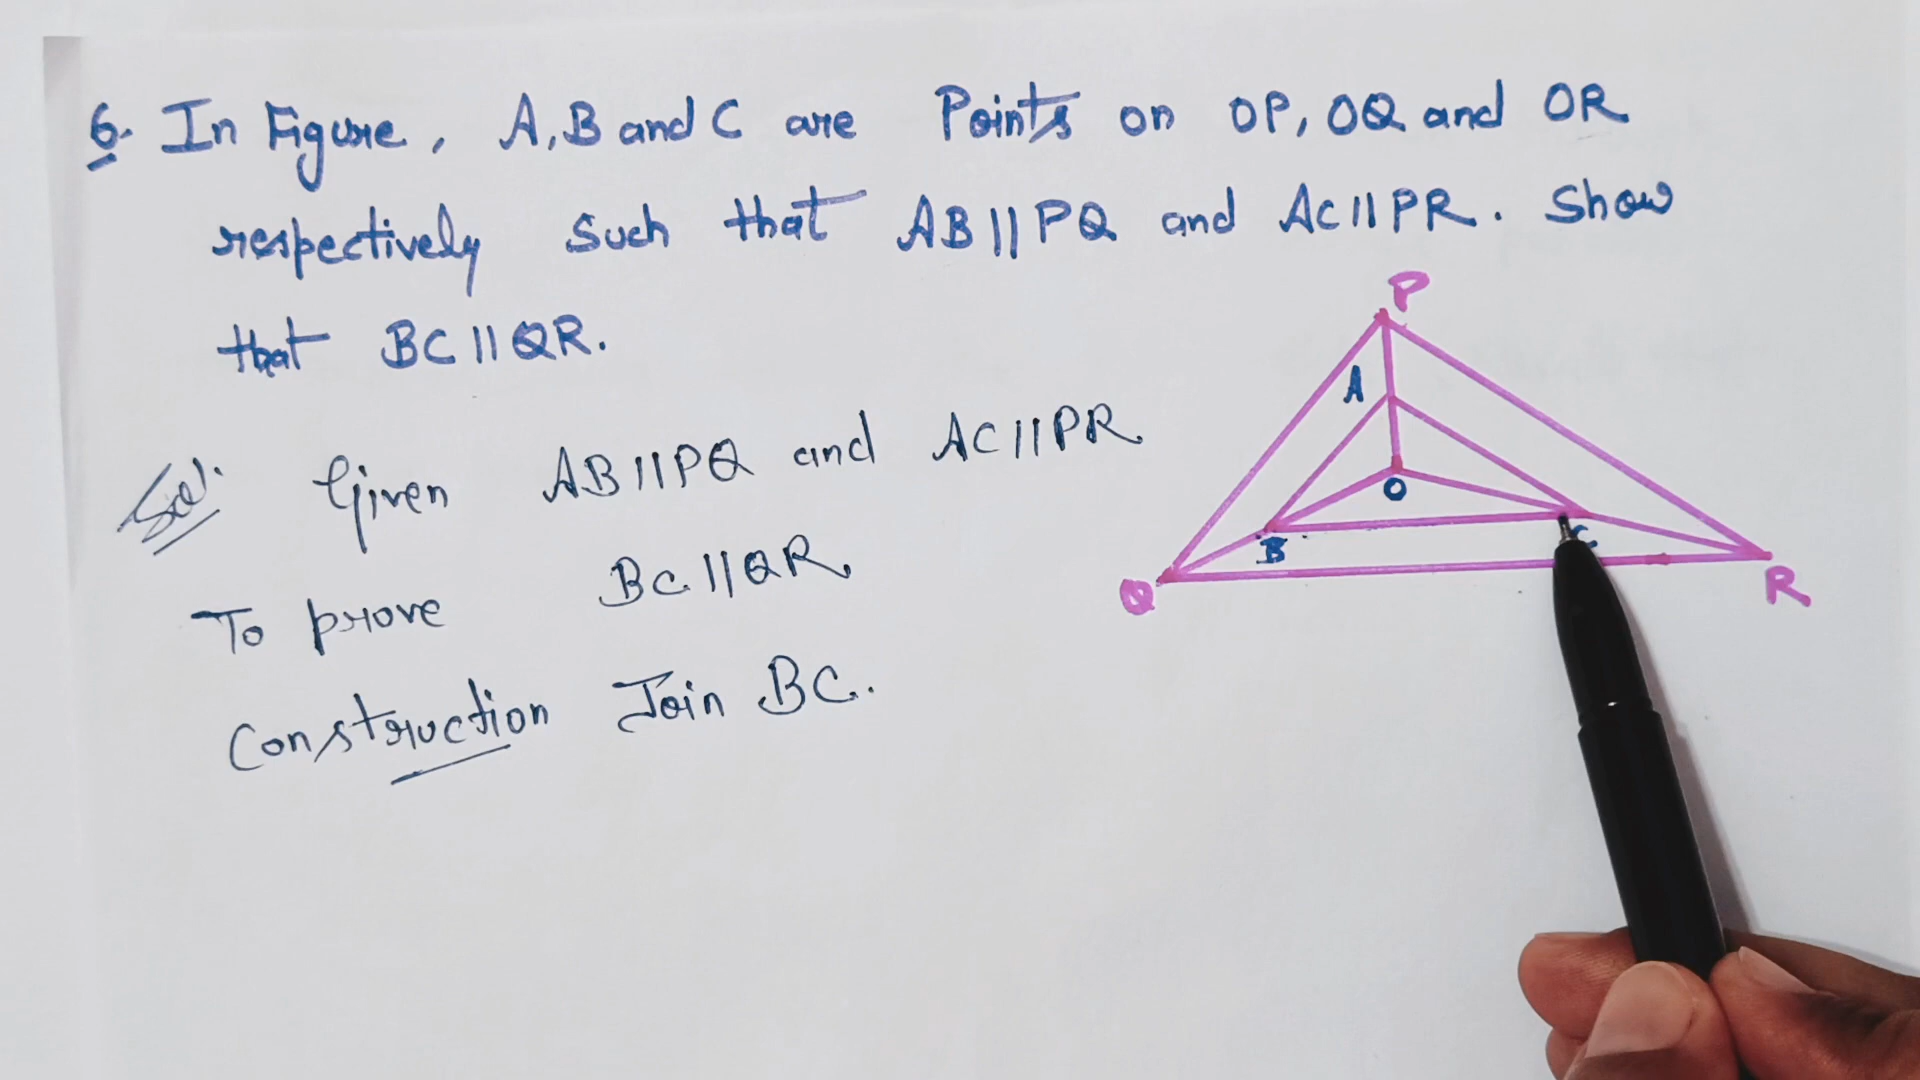 6. In Figure, A, B and C are Points on OP, OQ and OR
respectively such that AB || PQ and AC || PR. Show
that BC || QR.
Sol. Given AB || PQ and AC || PR
To prove BC || QR.
Construction Join BC.
P
A
O
B
C
Q
R